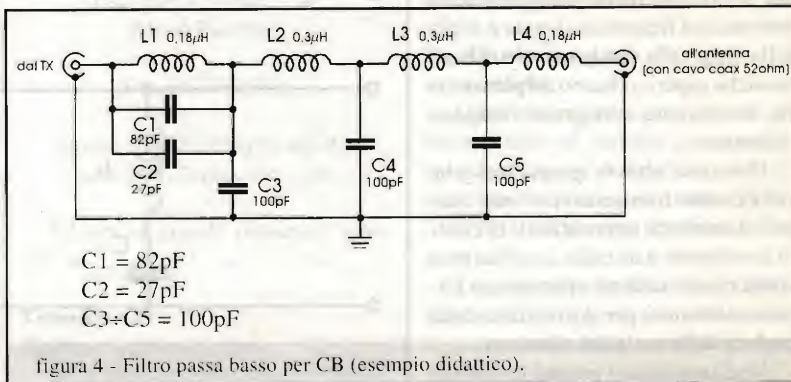 L1 0,18µH
L2 0,3µH
L3 0,3µH
L4 0,18µH
dal TX
all'antenna
(con cavo coax 52ohm)
C1
82pF
C2
27pF
C3
100pF
C4
100pF
C5
100pF
C1 = 82pF
C2 = 27pF
C3÷C5 = 100pF
figura 4 - Filtro passa basso per CB (esempio didattico).